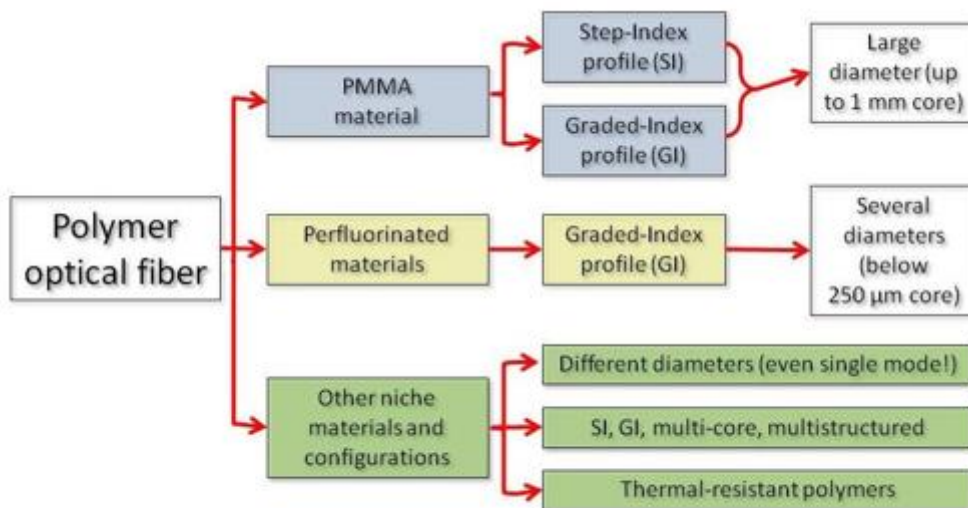 Polymer
optical fiber
PMMA
material
Step-Index
profile (SI)
Graded-Index
profile (GI)
Large
diameter (up
to 1 mm core)
Perfluorinated
materials
Graded-Index
profile (GI)
Several
diameters
(below
250 μm core)
Other niche
materials and
configurations
Different diameters (even single mode!)
SI, GI, multi-core, multistructured
Thermal-resistant polymers